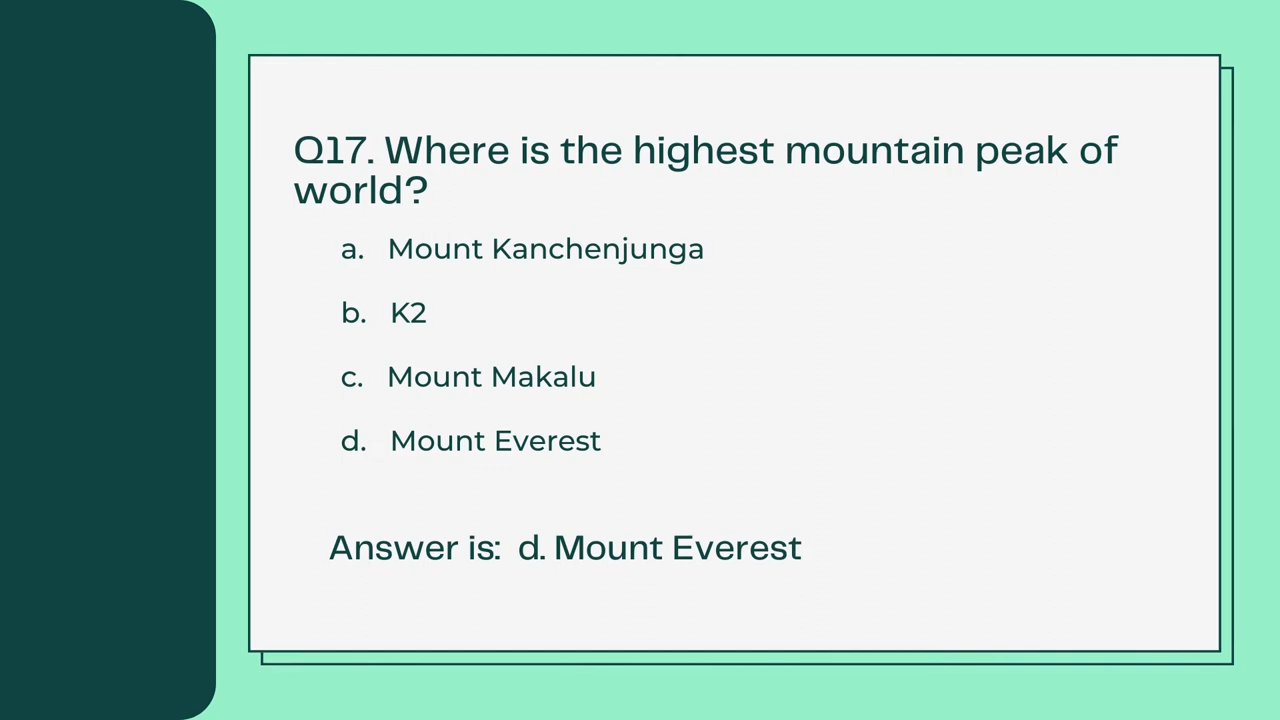 Q17. Where is the highest mountain peak of
world?
a. Mount Kanchenjunga
b. K2
c. Mount Makalu
d. Mount Everest
Answer is: d. Mount Everest